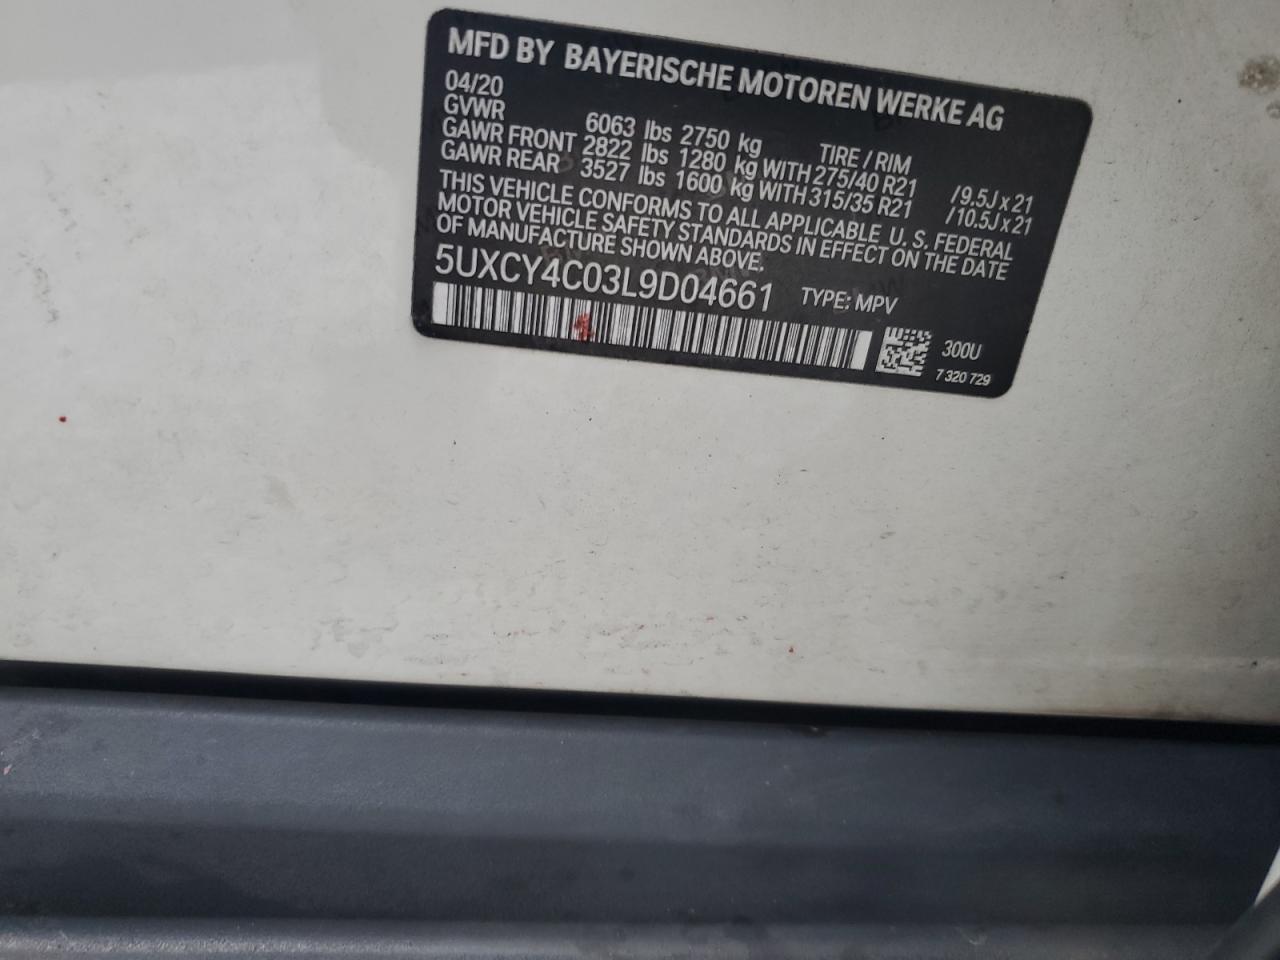 MFD BY BAYERISCHE MOTOREN WERKE AG
04/20
GVWR 6063 lbs 2750 kg TIRE / RIM
GAWR FRONT 2822 lbs 1280 kg WITH 275/40 R21 /9.5J x 21
GAWR REAR 3527 lbs 1600 kg WITH 315/35 R21 /10.5J x 21
THIS VEHICLE CONFORMS TO ALL APPLICABLE U. S. FEDERAL
MOTOR VEHICLE SAFETY STANDARDS IN EFFECT ON THE DATE
OF MANUFACTURE SHOWN ABOVE.
5UXCY4C03L9D04661 TYPE: MPV
300U
7 320 729